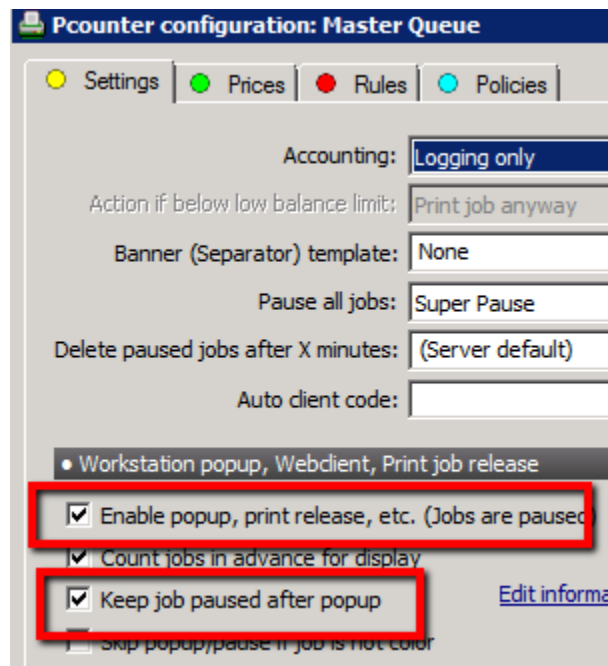 Pcounter configuration: Master Queue
Settings Prices Rules Policies
Accounting: Logging only
Action if below low balance limit: Print job anyway
Banner (Separator) template: None
Pause all jobs: Super Pause
Delete paused jobs after X minutes: (Server default)
Auto client code:
• Workstation popup, Webclient, Print job release
Enable popup, print release, etc. (Jobs are paused)
Count jobs in advance for display
Keep job paused after popup Edit informa
Skip popup/pause if job is not color